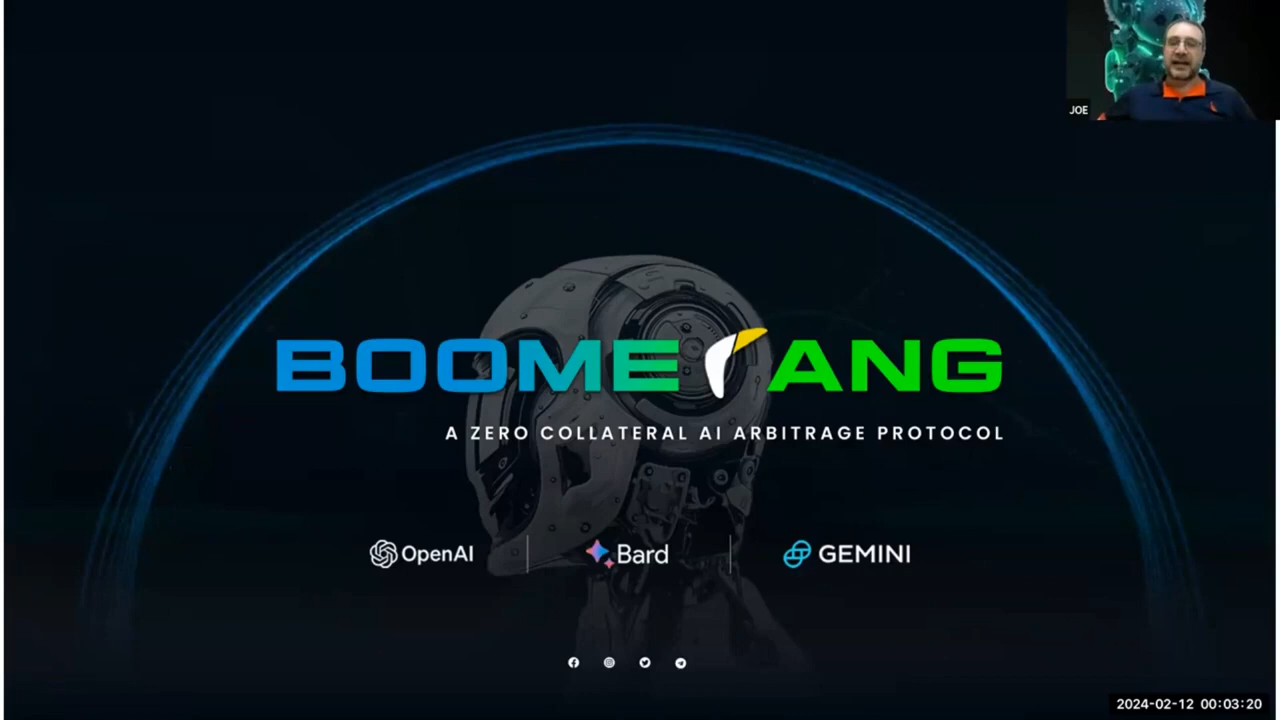 JOE
BOOMERANG
A ZERO COLLATERAL AI ARBITRAGE PROTOCOL
OpenAI
Bard
GEMINI
2024-02-12 00:03:20